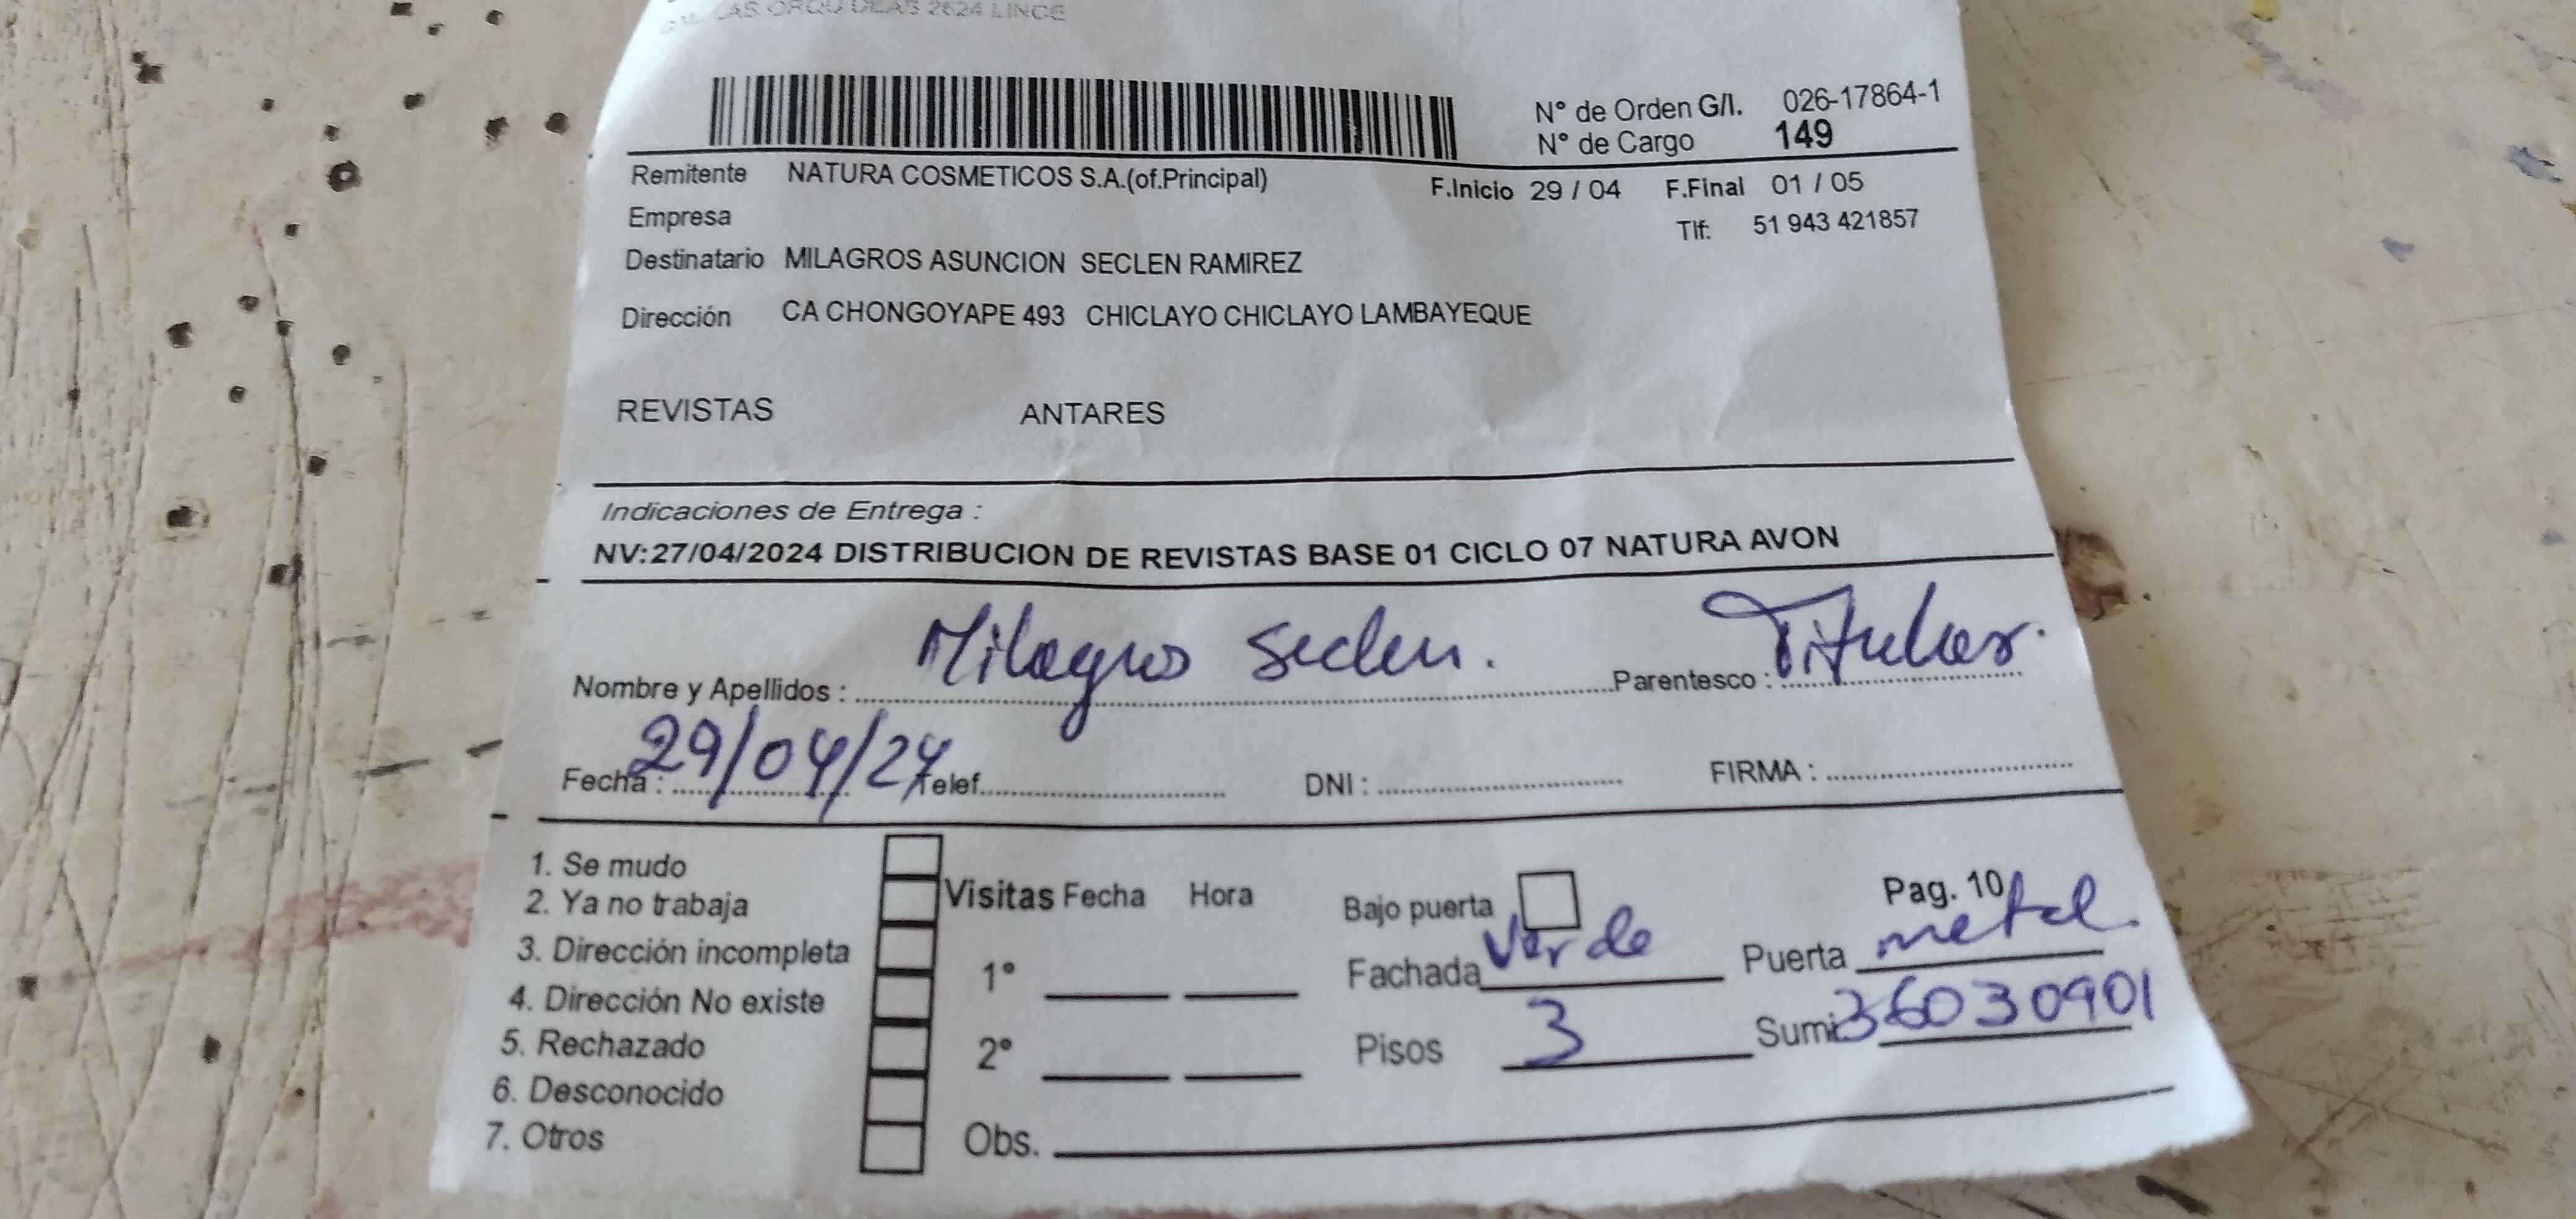 LAS ORQUIDEAS 2624 LINCE
N° de Orden G/I. 026-17864-1
N° de Cargo 149
Remitente NATURA COSMETICOS S.A.(of.Principal) F.Inicio 29 / 04 F.Final 01 / 05
Empresa Tlf: 51 943 421857
Destinatario MILAGROS ASUNCION SECLEN RAMIREZ
Dirección CA CHONGOYAPE 493 CHICLAYO CHICLAYO LAMBAYEQUE
REVISTAS ANTARES
Indicaciones de Entrega :
NV:27/04/2024 DISTRIBUCION DE REVISTAS BASE 01 CICLO 07 NATURA AVON
Nombre y Apellidos : Milagros Seclen. Parentesco : Titular.
Fecha : 29/04/24 Telef. DNI : FIRMA :
1. Se mudo
2. Ya no trabaja
3. Dirección incompleta
4. Dirección No existe
5. Rechazado
6. Desconocido
7. Otros
Visitas Fecha Hora
1°
2°
Obs.
Bajo puerta Pag. 10
Fachada Verde Puerta metal.
Pisos 3 Sumi 36030901